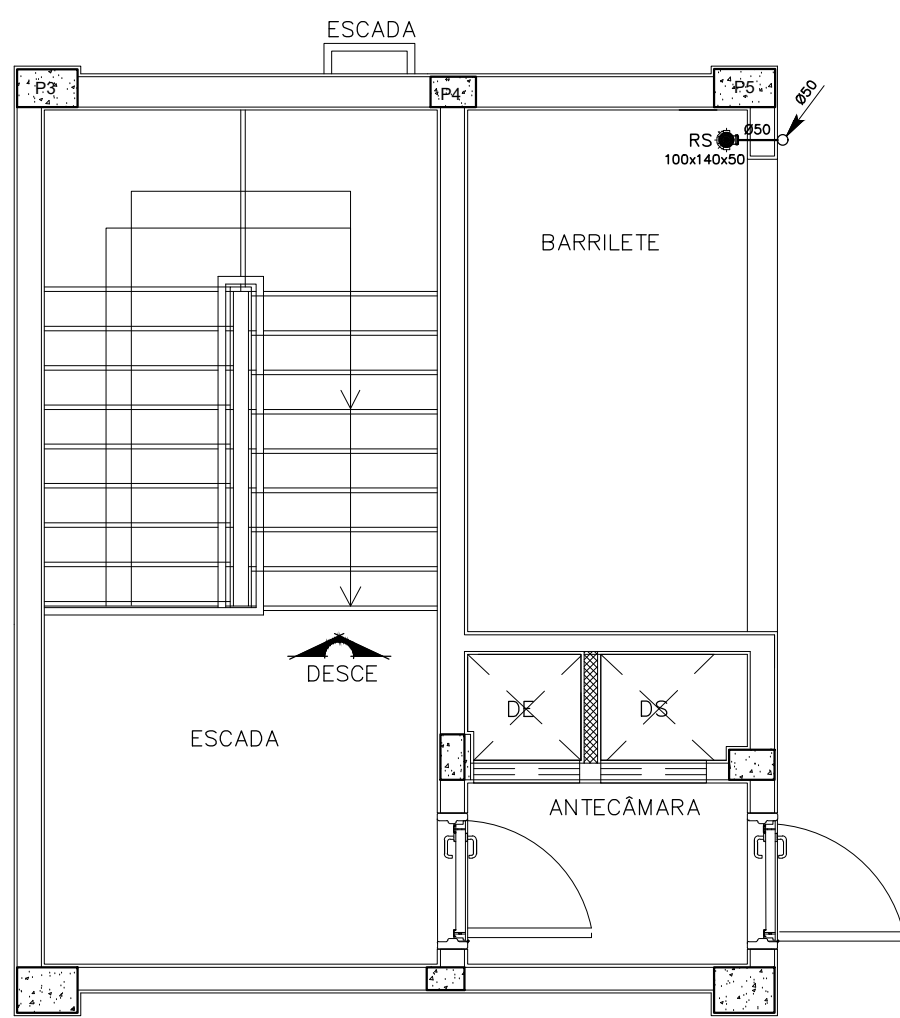 ESCADA
P3
P4
P5
Ø50
RS
Ø50
100x140x50
BARRILETE
DESCE
DE
DS
ESCADA
ANTECÂMARA